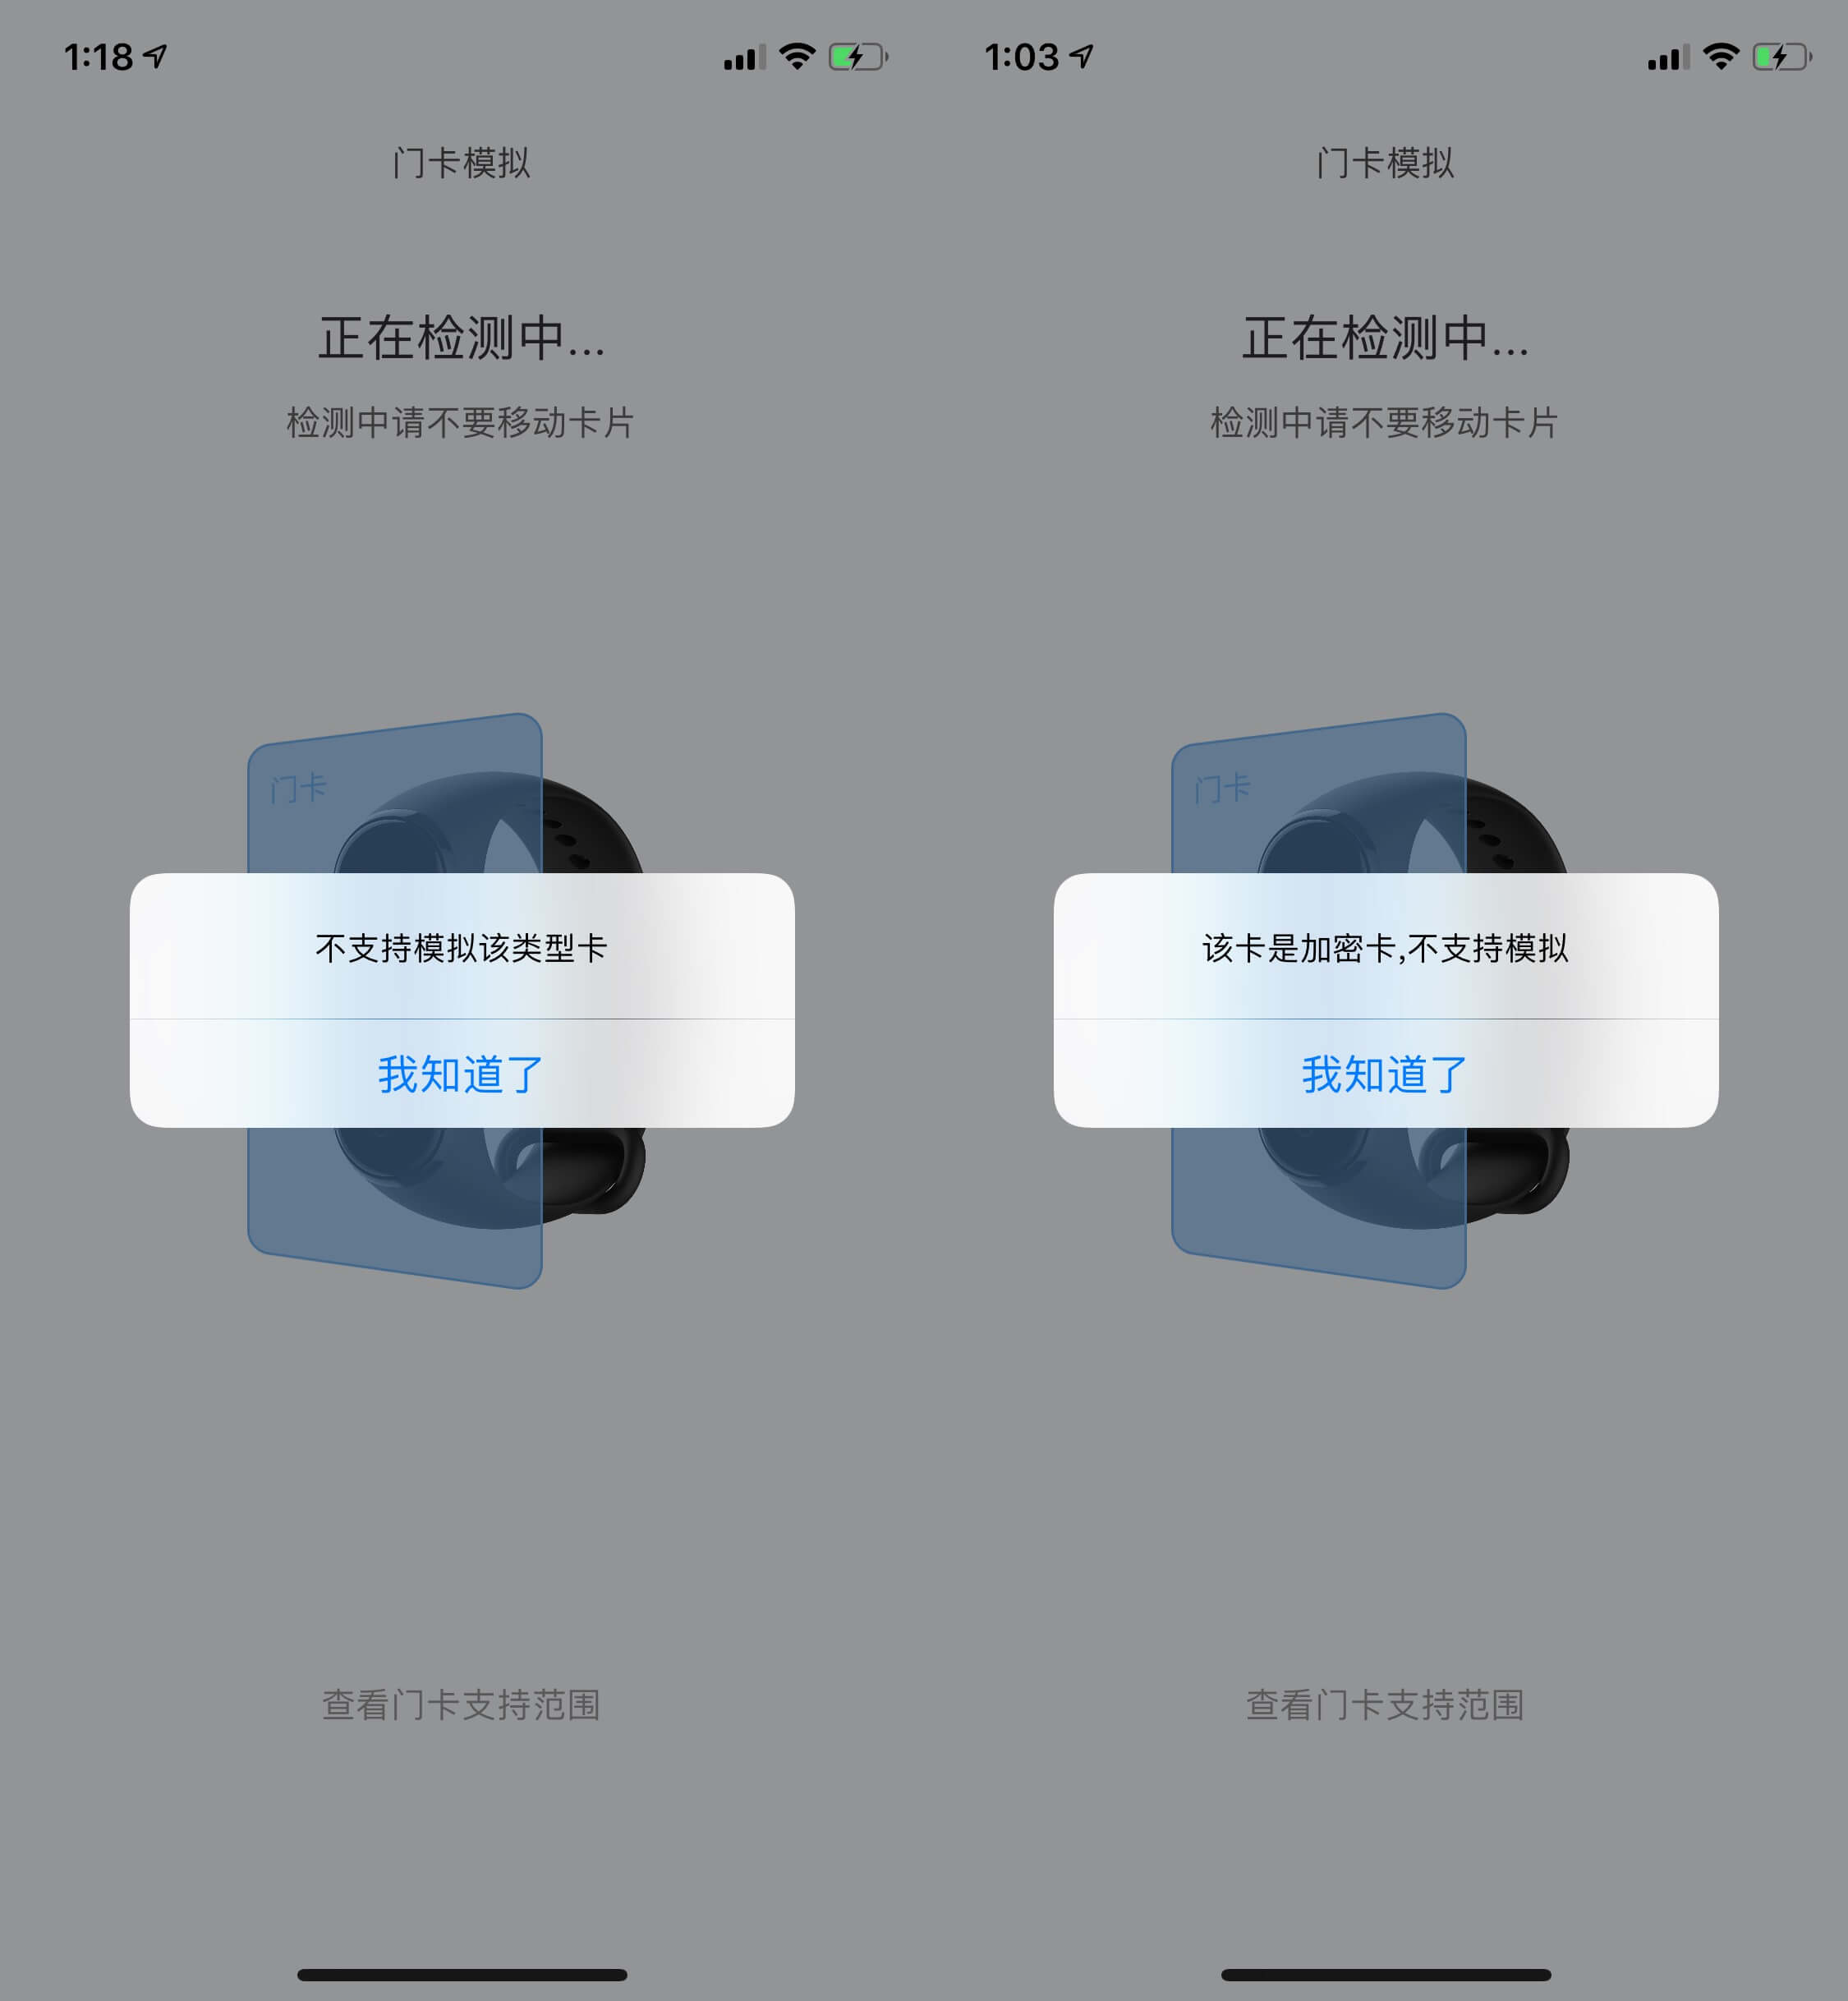 1:18
门卡模拟
正在检测中...
检测中请不要移动卡片
门卡
不支持模拟该类型卡
我知道了
查看门卡支持范围
1:03
门卡模拟
正在检测中...
检测中请不要移动卡片
门卡
该卡是加密卡,不支持模拟
我知道了
查看门卡支持范围